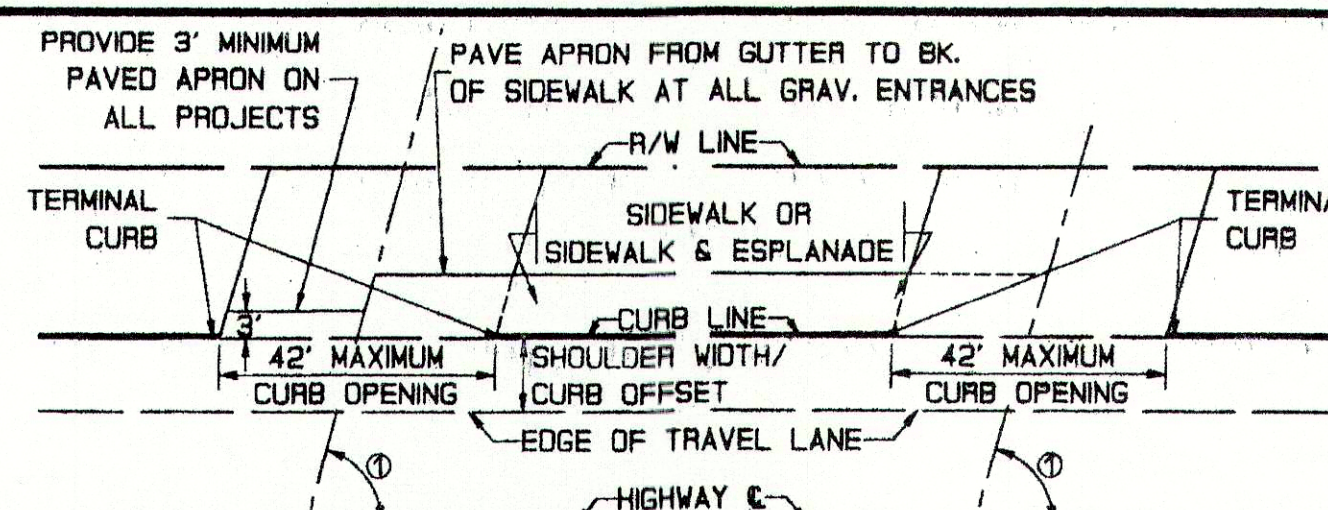 PROVIDE 3' MINIMUM
PAVED APRON ON
ALL PROJECTS
PAVE APRON FROM GUTTER TO BK.
OF SIDEWALK AT ALL GRAV. ENTRANCES
R/W LINE
TERMINAL
CURB
SIDEWALK OR
SIDEWALK & ESPLANADE
TERMINA
CURB
3'
CURB LINE
42' MAXIMUM
CURB OPENING
SHOULDER WIDTH/
CURB OFFSET
42' MAXIMUM
CURB OPENING
EDGE OF TRAVEL LANE
①
①
HIGHWAY ℄